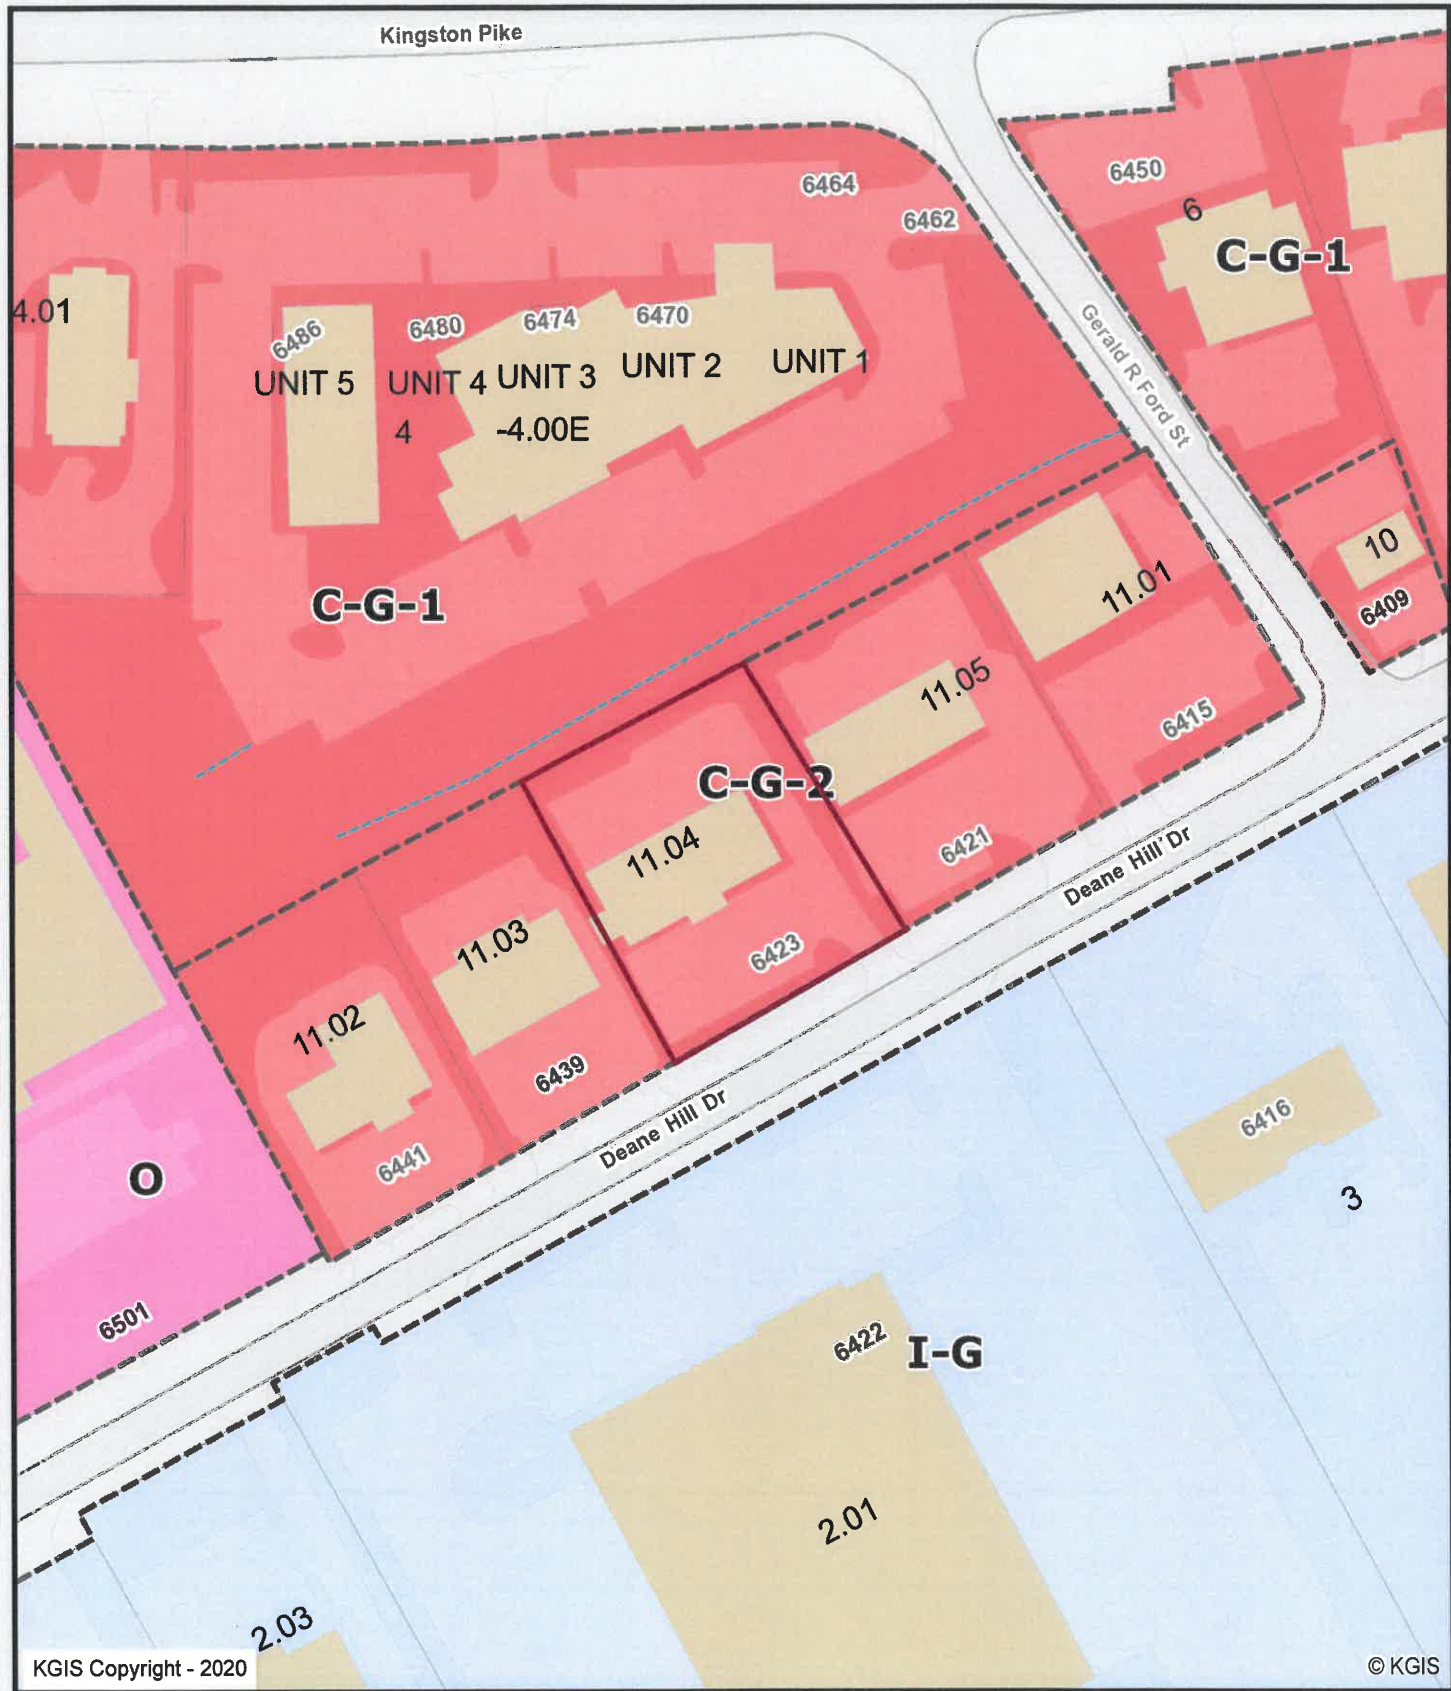 Kingston Pike
6464
6462
6450
6
C-G-1
4.01
6486
6480
6474
6470
UNIT 5
UNIT 4
UNIT 3
UNIT 2
UNIT 1
4
-4.00E
Gerald R Ford St
C-G-1
10
6409
11.01
11.05
6415
C-G-2
11.04
6421
Deane Hill Dr
11.03
6423
11.02
6439
Deane Hill Dr
6441
6416
3
O
6501
6422
I-G
2.01
2.03
KGIS Copyright - 2020
© KGIS